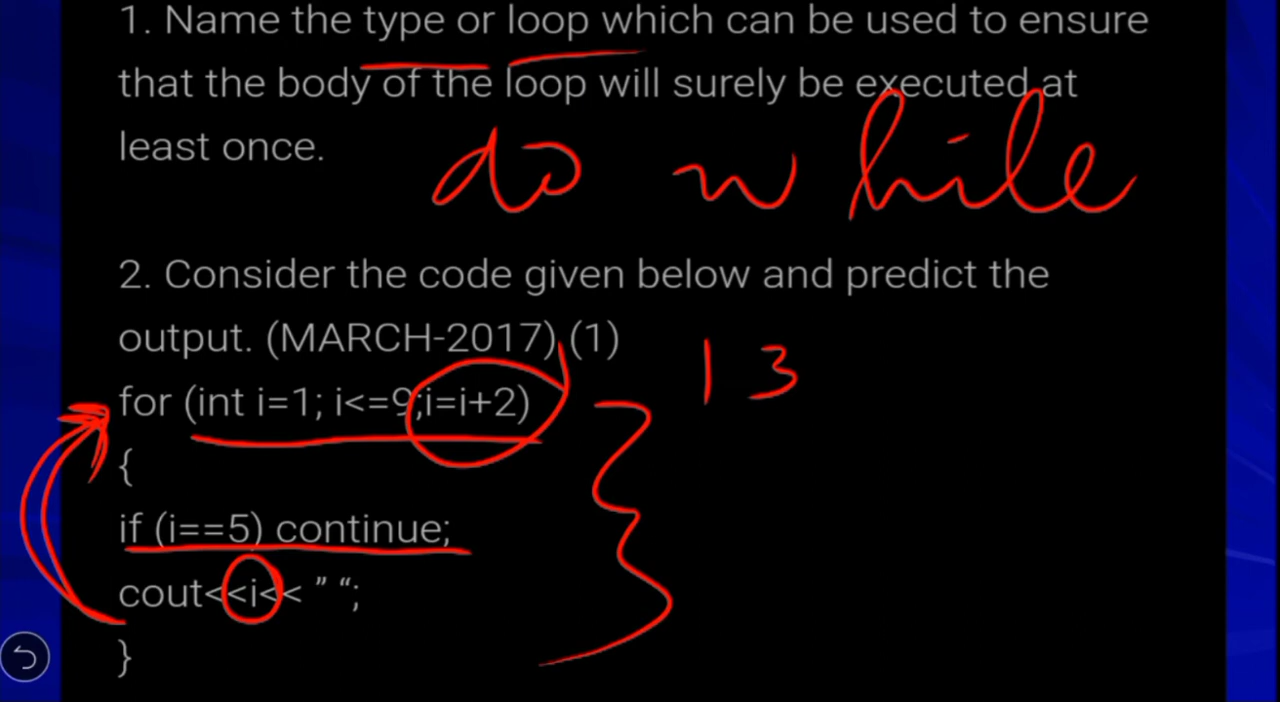 1. Name the type or loop which can be used to ensure
that the body of the loop will surely be executed at
least once.
do while
2. Consider the code given below and predict the
output. (MARCH-2017) (1)
1 3
for (int i=1; i<=9;i=i+2)
{
if (i==5) continue;
cout<<i<< ” “;
}